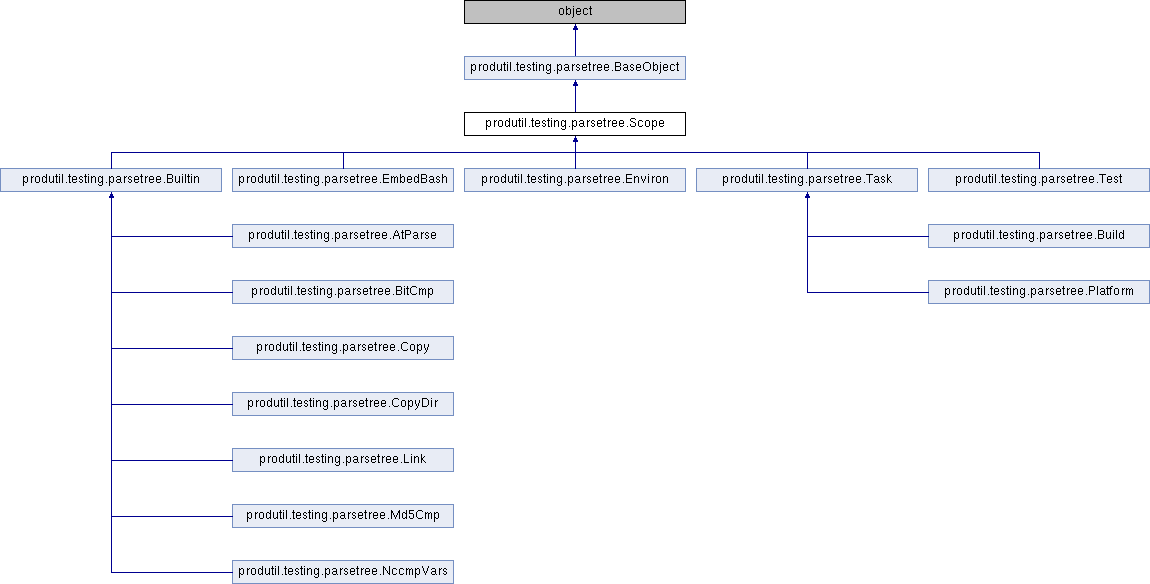 object
produtil.testing.parsetree.BaseObject
produtil.testing.parsetree.Scope
produtil.testing.parsetree.Builtin
produtil.testing.parsetree.EmbedBash
produtil.testing.parsetree.Environ
produtil.testing.parsetree.Task
produtil.testing.parsetree.Test
produtil.testing.parsetree.AtParse
produtil.testing.parsetree.Build
produtil.testing.parsetree.BitCmp
produtil.testing.parsetree.Platform
produtil.testing.parsetree.Copy
produtil.testing.parsetree.CopyDir
produtil.testing.parsetree.Link
produtil.testing.parsetree.Md5Cmp
produtil.testing.parsetree.NccmpVars